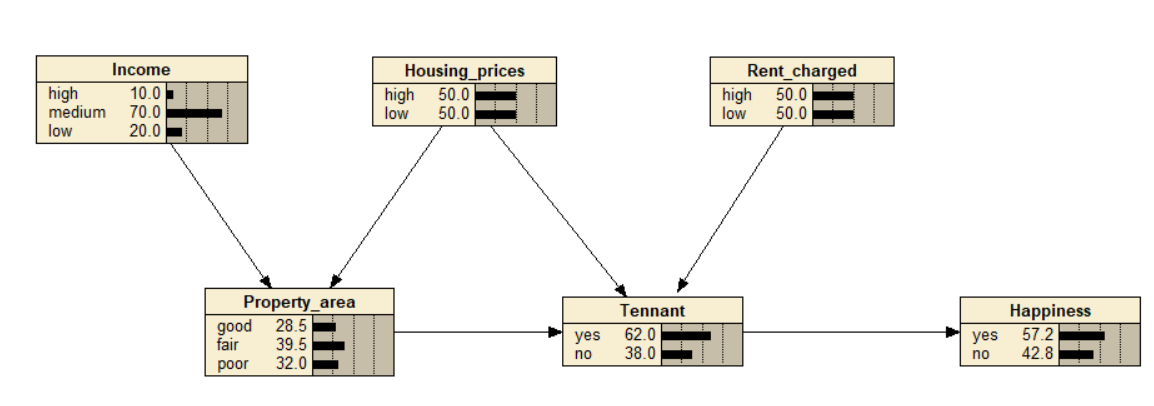 Income
high 10.0
medium 70.0
low 20.0
Housing_prices
high 50.0
low 50.0
Rent_charged
high 50.0
low 50.0
Property_area
good 28.5
fair 39.5
poor 32.0
Tennant
yes 62.0
no 38.0
Happiness
yes 57.2
no 42.8